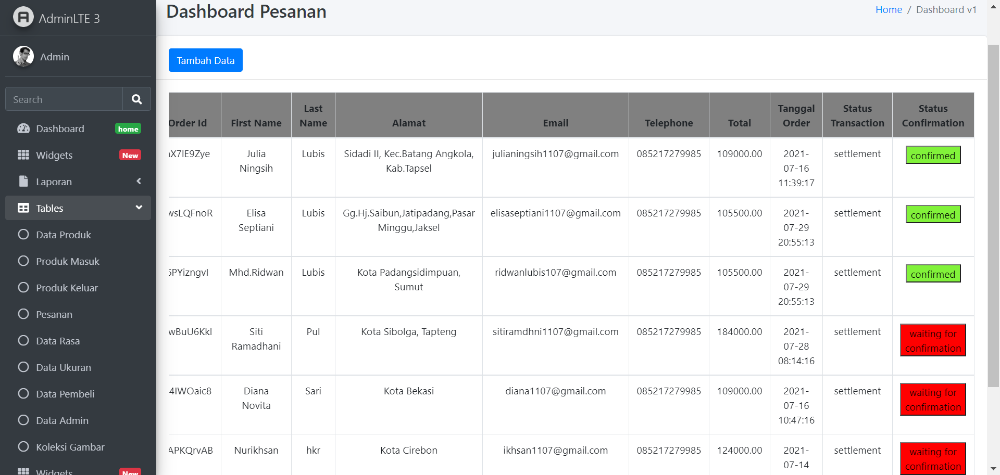 AdminLTE 3
Admin
Search
Dashboard home
Widgets New
Laporan
Tables
Data Produk
Produk Masuk
Produk Keluar
Pesanan
Data Rasa
Data Ukuran
Data Pembeli
Data Admin
Koleksi Gambar
Widgets New
Dashboard Pesanan
Home / Dashboard v1
Tambah Data
Order Id First Name Last Name Alamat Email Telephone Total Tanggal Order Status Transaction Status Confirmation
X7lE9Zye Julia Lubis Sidadi II, Kec.Batang Angkola, julianingsih1107@gmail.com 085217279985 109000.00 2021- settlement confirmed
Ningsih Kab.Tapsel 07-16
11:39:17
wsLQFnoR Elisa Lubis Gg.Hj.Saibun,Jatipadang,Pasar elisaseptiani1107@gmail.com 085217279985 105500.00 2021- settlement confirmed
Septiani Minggu,Jaksel 07-29
20:55:13
6PYizngvI Mhd.Ridwan Lubis Kota Padangsidimpuan, ridwanlubis107@gmail.com 085217279985 105500.00 2021- settlement confirmed
Sumut 07-29
20:55:13
wBuU6Kkl Siti Pul Kota Sibolga, Tapteng sitiramdhni1107@gmail.com 085217279985 184000.00 2021- settlement waiting for
Ramadhani 07-28 confirmation
08:14:16
4IWOaic8 Diana Sari Kota Bekasi diana1107@gmail.com 085217279985 109000.00 2021- settlement waiting for
Novita 07-16 confirmation
10:47:16
APKQrvAB Nurikhsan hkr Kota Cirebon ikhsan1107@gmail.com 085217279985 124000.00 2021- settlement waiting for
07-14 confirmation